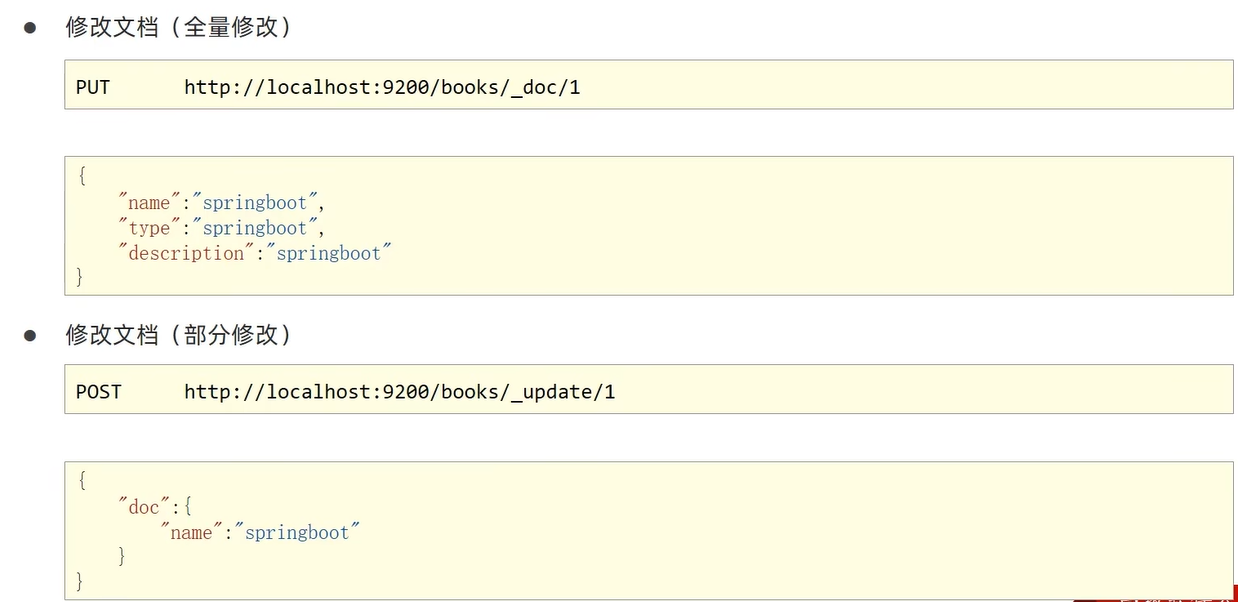 ● 修改文档（全量修改）
PUT http://localhost:9200/books/_doc/1
{
"name":"springboot",
"type":"springboot",
"description":"springboot"
}
● 修改文档（部分修改）
POST http://localhost:9200/books/_update/1
{
"doc":{
"name":"springboot"
}
}